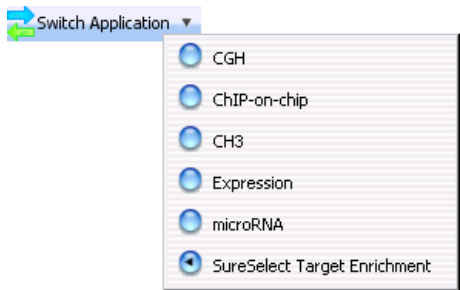 Switch Application
CGH
ChIP-on-chip
CH3
Expression
microRNA
SureSelect Target Enrichment